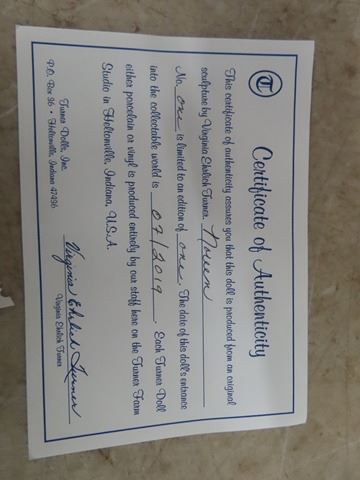 T
Certificate of Authenticity
This certificate of authenticity assures you that this doll is produced from an original
sculpture by Virginia Ehrlich Turner.
No. one is limited to an edition of one. The date of this doll's entrance
into the collectable world is 07/2019. Each Turner Doll
either porcelain or vinyl is produced entirely by our staff here on the Turner Farm
Studio in Heltonville, Indiana, U.S.A.
Turner Dolls, Inc.
P.O. Box 36 • Heltonville, Indiana 47436
Virginia Ehrlich Turner
Virginia Ehrlich Turner